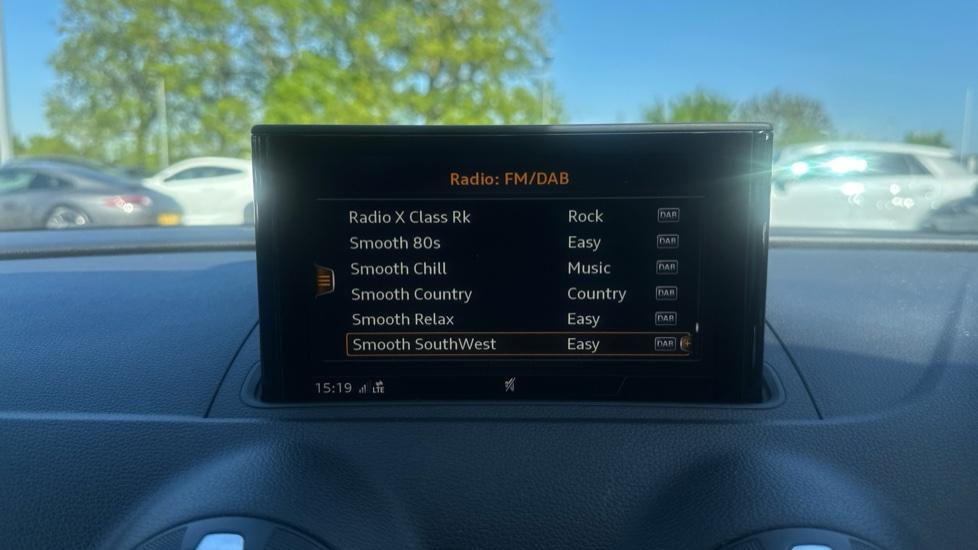 Radio: FM/DAB
Radio X Class Rk Rock DAB
Smooth 80s Easy DAB
Smooth Chill Music DAB
Smooth Country Country DAB
Smooth Relax Easy DAB
Smooth SouthWest Easy DAB
15:19 LTE